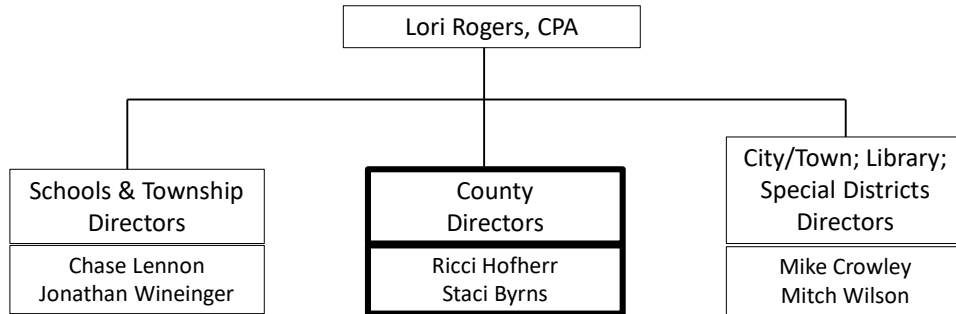 Lori Rogers, CPA
Schools & Township
Directors
Chase Lennon
Jonathan Wineinger
County
Directors
Ricci Hofherr
Staci Byrns
City/Town; Library;
Special Districts
Directors
Mike Crowley
Mitch Wilson